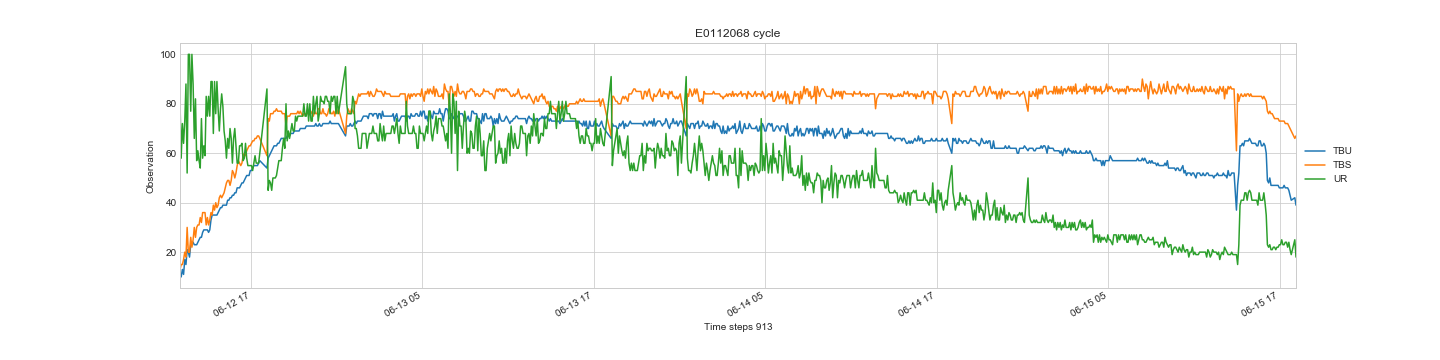 E0112068 cycle
Observation
100
80
60
40
20
06-12 17
06-13 05
06-13 17
06-14 05
06-14 17
06-15 05
06-15 17
Time steps 913
TBU
TBS
UR